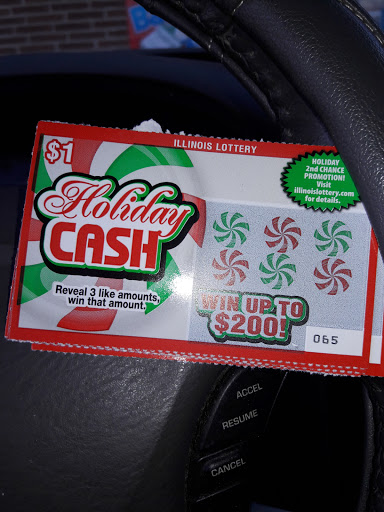 $1
ILLINOIS LOTTERY
HOLIDAY
2nd CHANCE
PROMOTION!
Visit
illinoislottery.com
for details.
Holiday
CASH
Reveal 3 like amounts,
win that amount.
WIN UP TO
$200!
065
ACCEL
RESUME
CANCEL